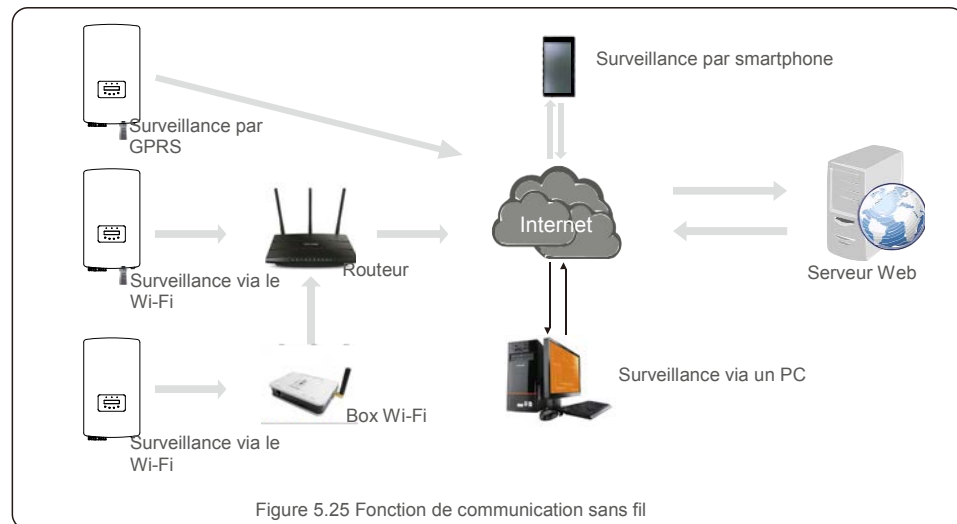 Surveillance par smartphone
Surveillance par
GPRS
Internet
Routeur
Serveur Web
Surveillance via le
Wi-Fi
Surveillance via un PC
Box Wi-Fi
Surveillance via le
Wi-Fi
Figure 5.25 Fonction de communication sans fil